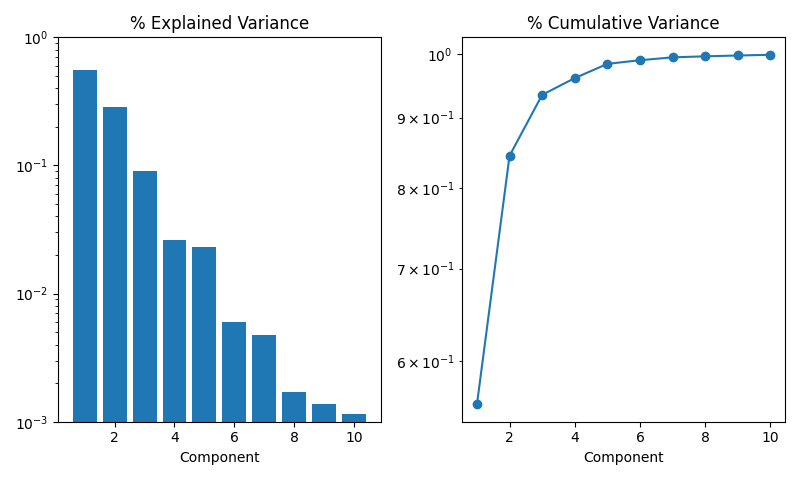 % Explained Variance
10⁰
10⁻¹
10⁻²
10⁻³
2 4 6 8 10
Component
% Cumulative Variance
10⁰
9 × 10⁻¹
8 × 10⁻¹
7 × 10⁻¹
6 × 10⁻¹
2 4 6 8 10
Component